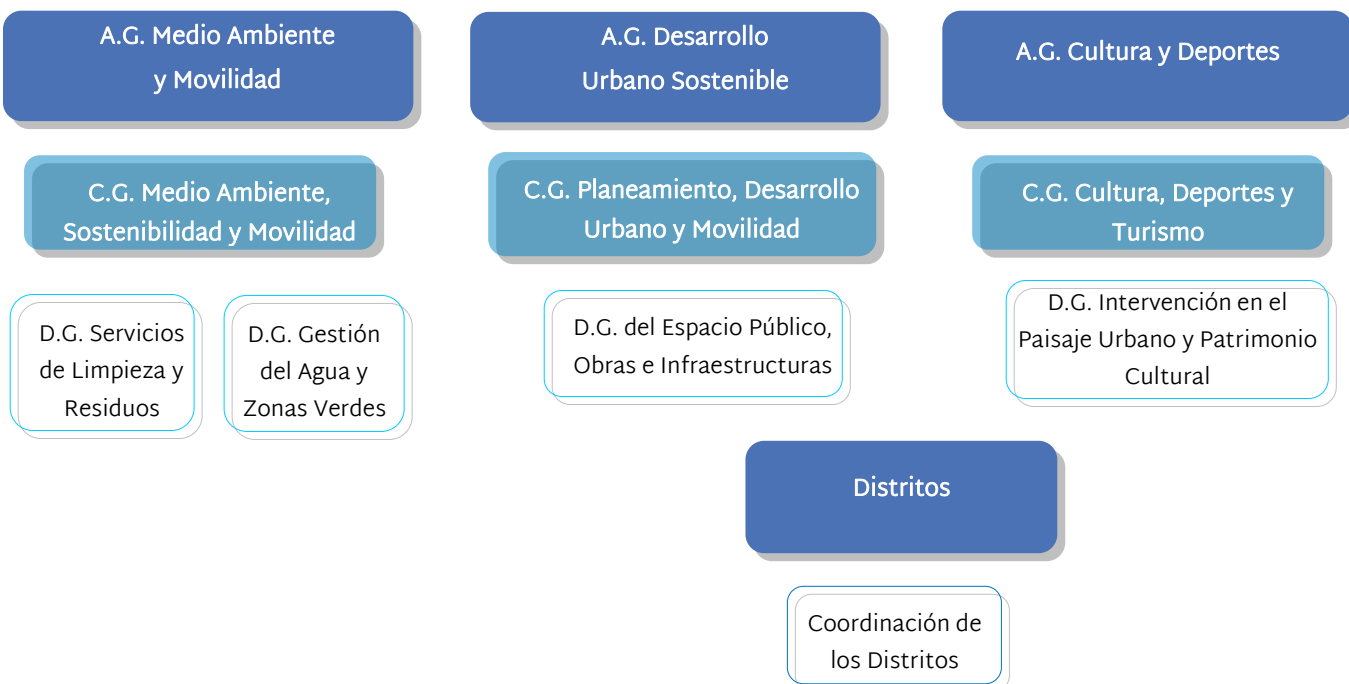 A.G. Medio Ambiente
y Movilidad
A.G. Desarrollo
Urbano Sostenible
A.G. Cultura y Deportes
C.G. Medio Ambiente,
Sostenibilidad y Movilidad
C.G. Planeamiento, Desarrollo
Urbano y Movilidad
C.G. Cultura, Deportes y
Turismo
D.G. Servicios
de Limpieza y
Residuos
D.G. Gestión
del Agua y
Zonas Verdes
D.G. del Espacio Público,
Obras e Infraestructuras
D.G. Intervención en el
Paisaje Urbano y Patrimonio
Cultural
Distritos
Coordinación de
los Distritos